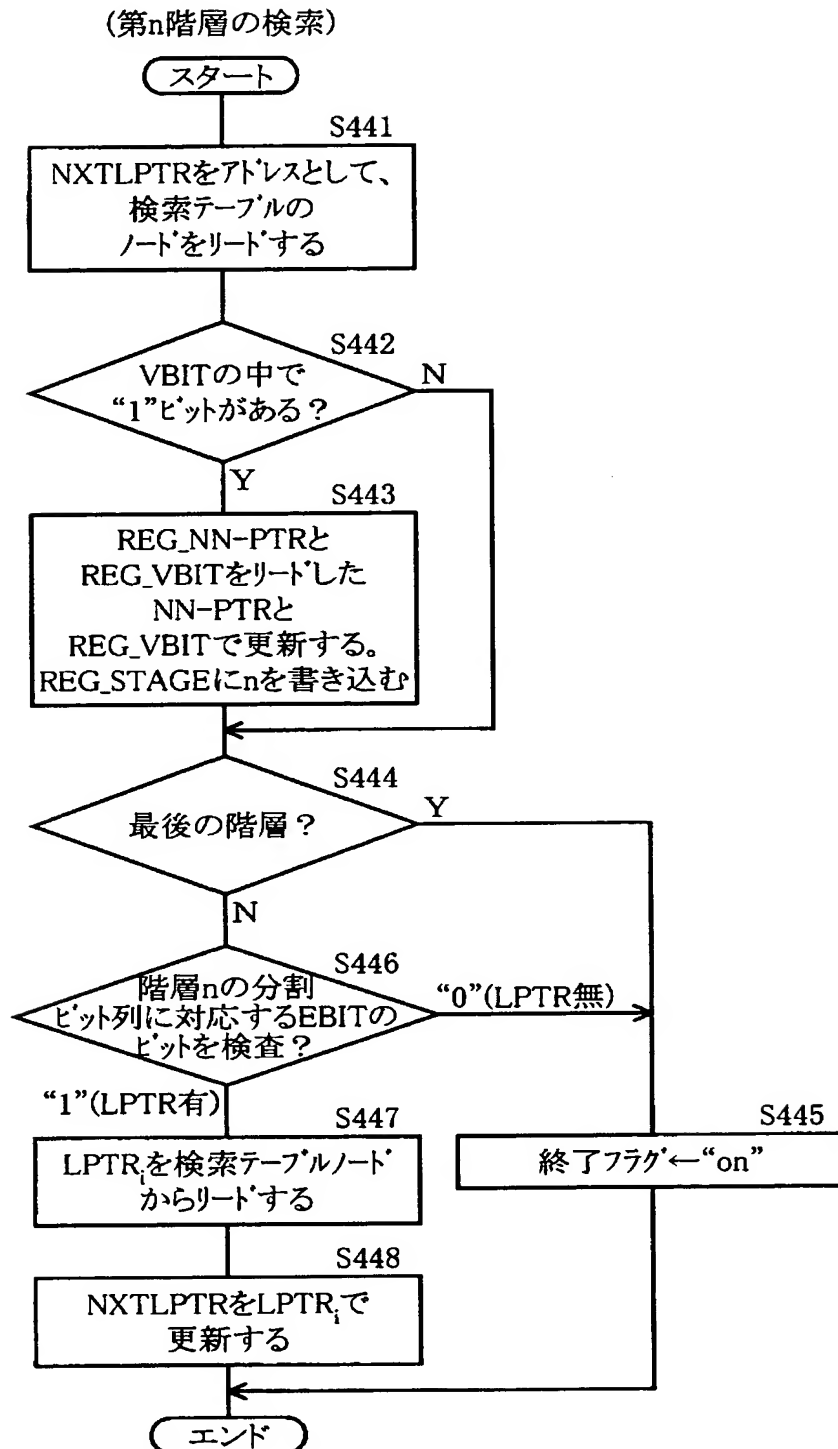 (第n階層の検索)
スタート
S441
NXTLPTRをアドレスとして、
検索テーブルの
ノードをリードする
S442
VBITの中で
“1”ビットがある？
N
Y
S443
REG_NN-PTRと
REG_VBITをリードした
NN-PTRと
REG_VBITで更新する。
REG_STAGEにnを書き込む
S444
最後の階層？
Y
N
S446
階層nの分割
ビット列に対応するEBITの
ビットを検査？
“0”(LPTR無)
“1”(LPTR有)
S447
LPTRiを検索テーブルノード
からリードする
S445
終了フラグ←“on”
S448
NXTLPTRをLPTRiで
更新する
エンド